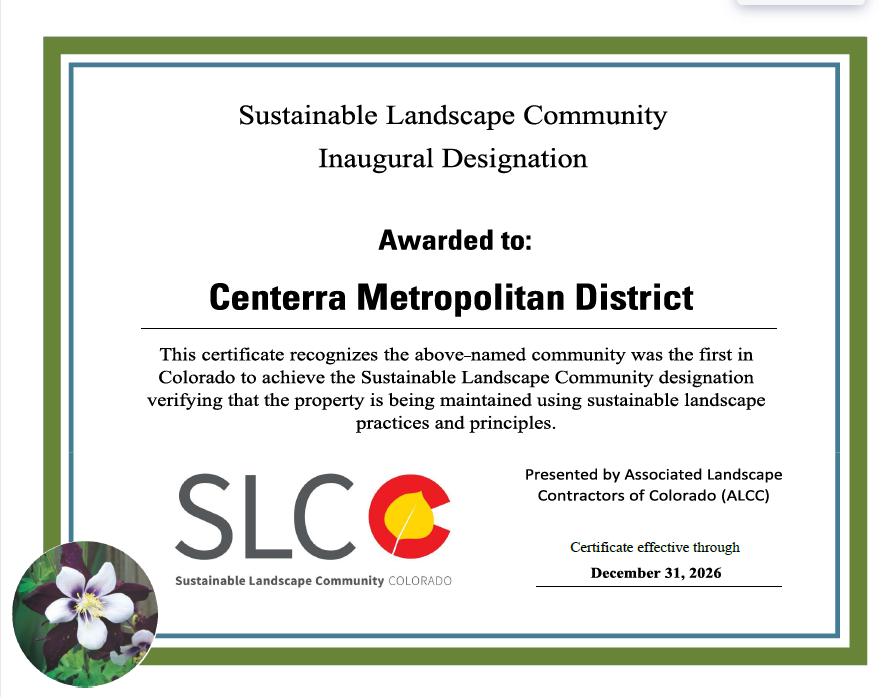 Sustainable Landscape Community
Inaugural Designation
Awarded to:
Centerra Metropolitan District
This certificate recognizes the above-named community was the first in
Colorado to achieve the Sustainable Landscape Community designation
verifying that the property is being maintained using sustainable landscape
practices and principles.
SLCC
Sustainable Landscape Community COLORADO
Presented by Associated Landscape
Contractors of Colorado (ALCC)
Certificate effective through
December 31, 2026